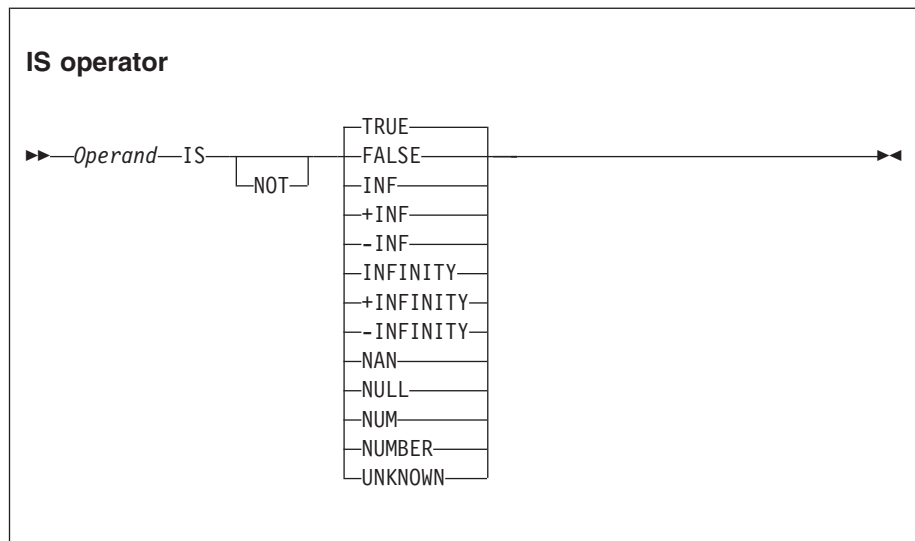 IS operator
TRUE
Operand IS FALSE
NOT INF
+INF
-INF
INFINITY
+INFINITY
-INFINITY
NAN
NULL
NUM
NUMBER
UNKNOWN